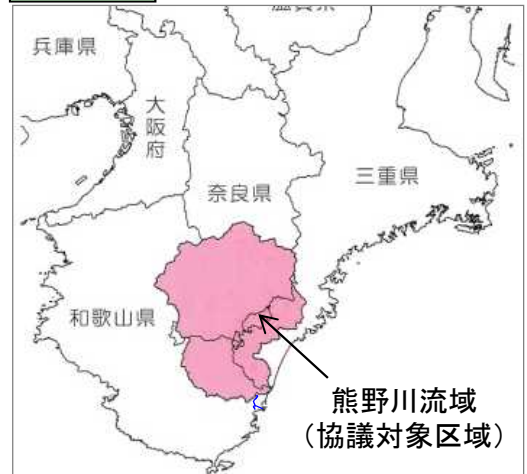 兵庫県
大阪府
奈良県
三重県
和歌山県
熊野川流域
（協議対象区域）